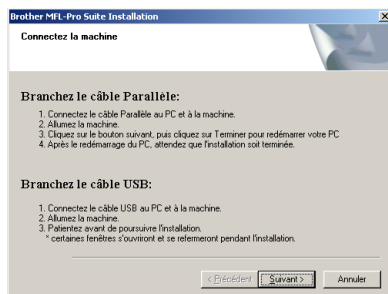 Brother MFL-Pro Suite Installation
Connectez la machine
Branchez le câble Parallèle:
1. Connectez le câble Parallèle au PC et à la machine.
2. Allumez la machine.
3. Cliquez sur le bouton suivant, puis cliquez sur Terminer pour redémarrer votre PC
4. Après le redémarrage du PC, attendez que l'installation soit terminée.
Branchez le câble USB:
1. Connectez le câble USB au PC et à la machine.
2. Allumez la machine.
3. Patientez avant de poursuivre l'installation.
* certaines fenêtres s'ouvriront et se refermeront pendant l'installation.
< Précédent Suivant > Annuler